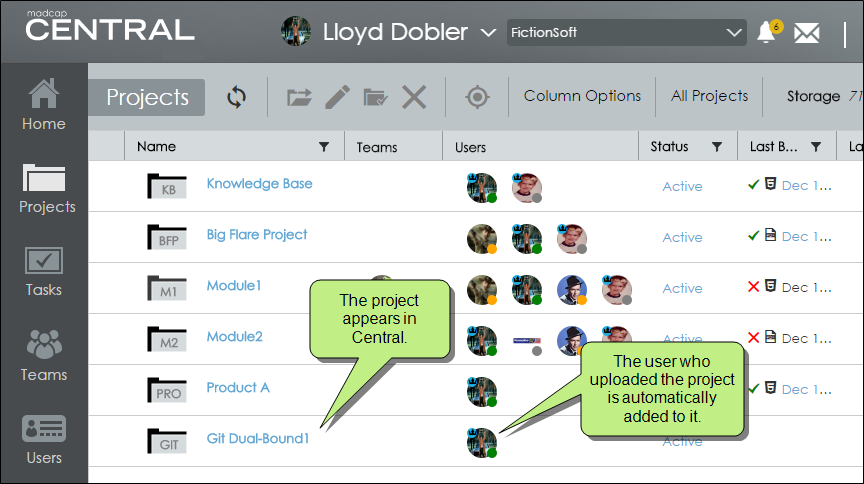 madcap
CENTRAL
Lloyd Dobler
FictionSoft
6
Home
Projects
Tasks
Teams
Users
Projects
Column Options
All Projects
Storage 71
Name
Teams
Users
Status
Last B...
La
KB
Knowledge Base
Active
Dec 1...
BFP
Big Flare Project
Active
Dec 1...
M1
Module1
Active
Dec 1...
M2
Module2
Active
Dec 1...
PRO
Product A
Dec 1...
GIT
Git Dual-Bound1
Active
The project
appears in
Central.
The user who
uploaded the project
is automatically
added to it.